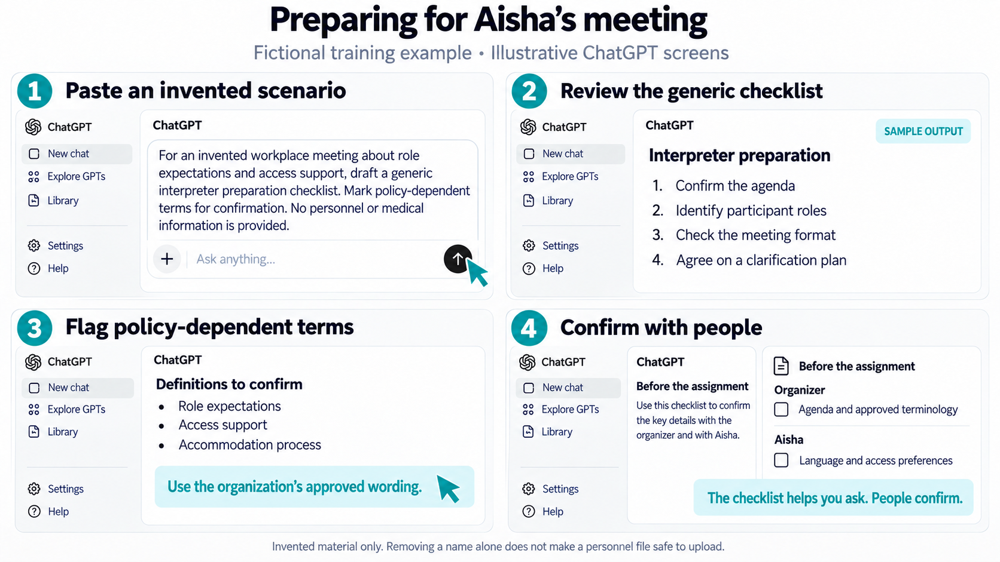 Preparing for Aisha's meeting
Fictional training example • Illustrative ChatGPT screens
1 Paste an invented scenario
ChatGPT
New chat
Explore GPTs
Library
Settings
Help
ChatGPT
For an invented workplace meeting about role
expectations and access support, draft a generic
interpreter preparation checklist. Mark policy-dependent
terms for confirmation. No personnel or medical
information is provided.
Ask anything...
2 Review the generic checklist
ChatGPT
New chat
Explore GPTs
Library
Settings
Help
ChatGPT
SAMPLE OUTPUT
Interpreter preparation
1. Confirm the agenda
2. Identify participant roles
3. Check the meeting format
4. Agree on a clarification plan
3 Flag policy-dependent terms
ChatGPT
New chat
Explore GPTs
Library
Settings
Help
ChatGPT
Definitions to confirm
• Role expectations
• Access support
• Accommodation process
Use the organization's approved wording.
4 Confirm with people
ChatGPT
New chat
Explore GPTs
Library
Settings
Help
ChatGPT
Before the assignment
Use this checklist to confirm
the key details with the
organizer and with Aisha.
Before the assignment
Organizer
Agenda and approved terminology
Aisha
Language and access preferences
The checklist helps you ask. People confirm.
Invented material only. Removing a name alone does not make a personnel file safe to upload.